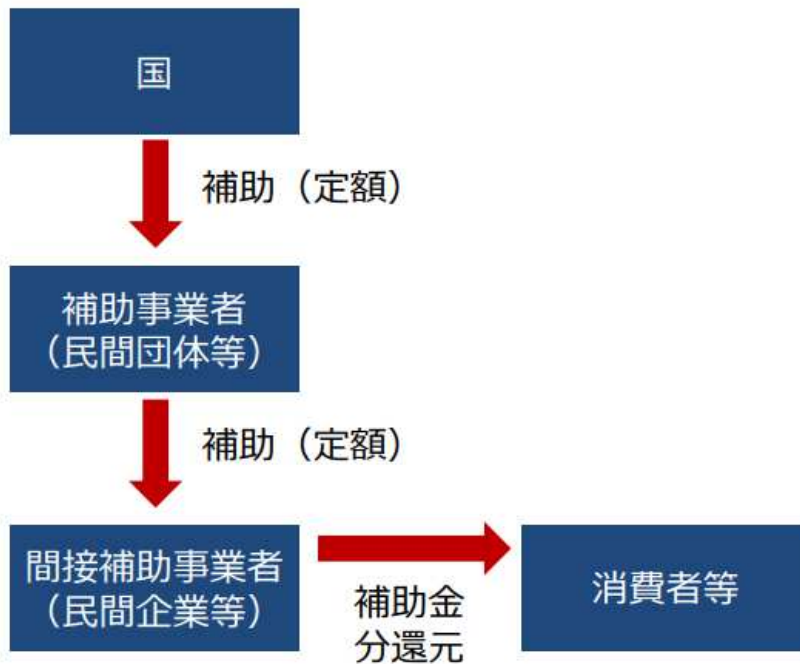 国
補助（定額）
補助事業者
（民間団体等）
補助（定額）
間接補助事業者
（民間企業等）
補助金
分還元
消費者等